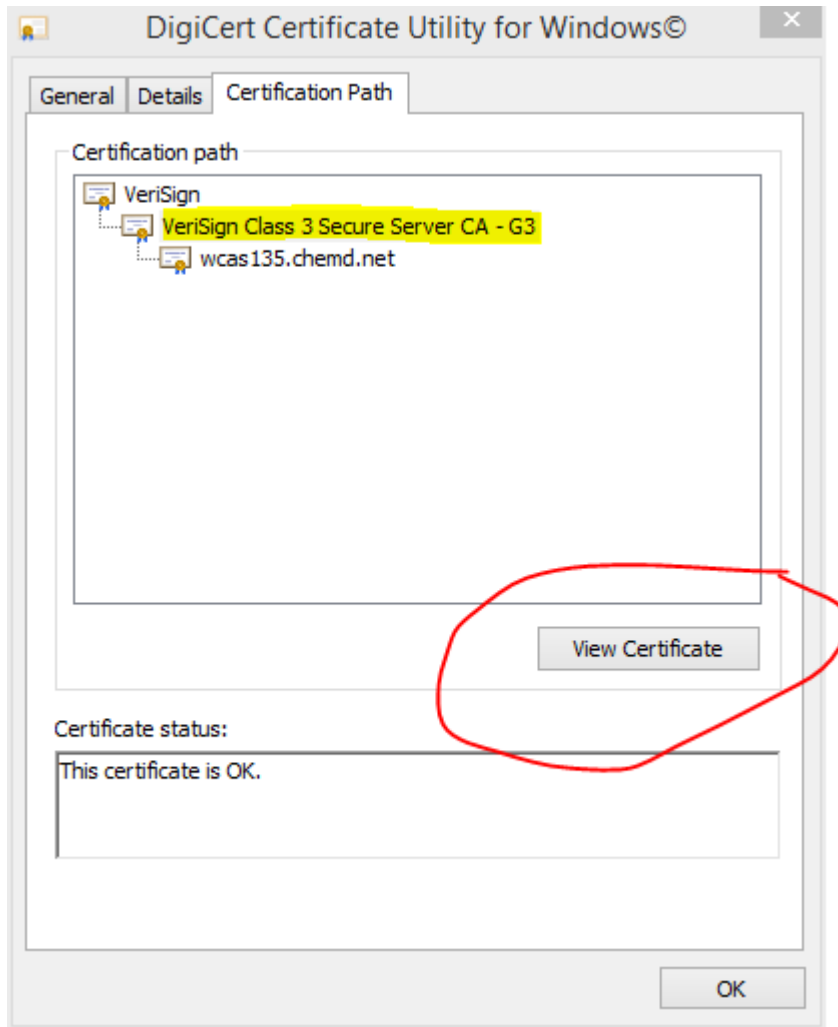 DigiCert Certificate Utility for Windows©
General Details Certification Path
Certification path
VeriSign
VeriSign Class 3 Secure Server CA - G3
wcas135.chemd.net
View Certificate
Certificate status:
This certificate is OK.
OK